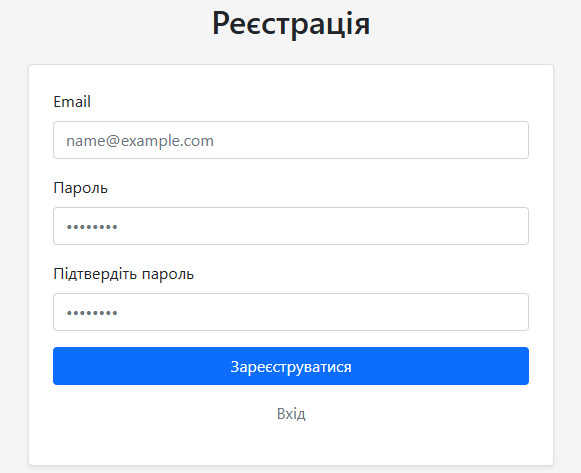 Реєстрація
Email
name@example.com
Пароль
••••••••
Підтвердіть пароль
••••••••
Зареєструватися
Вхід